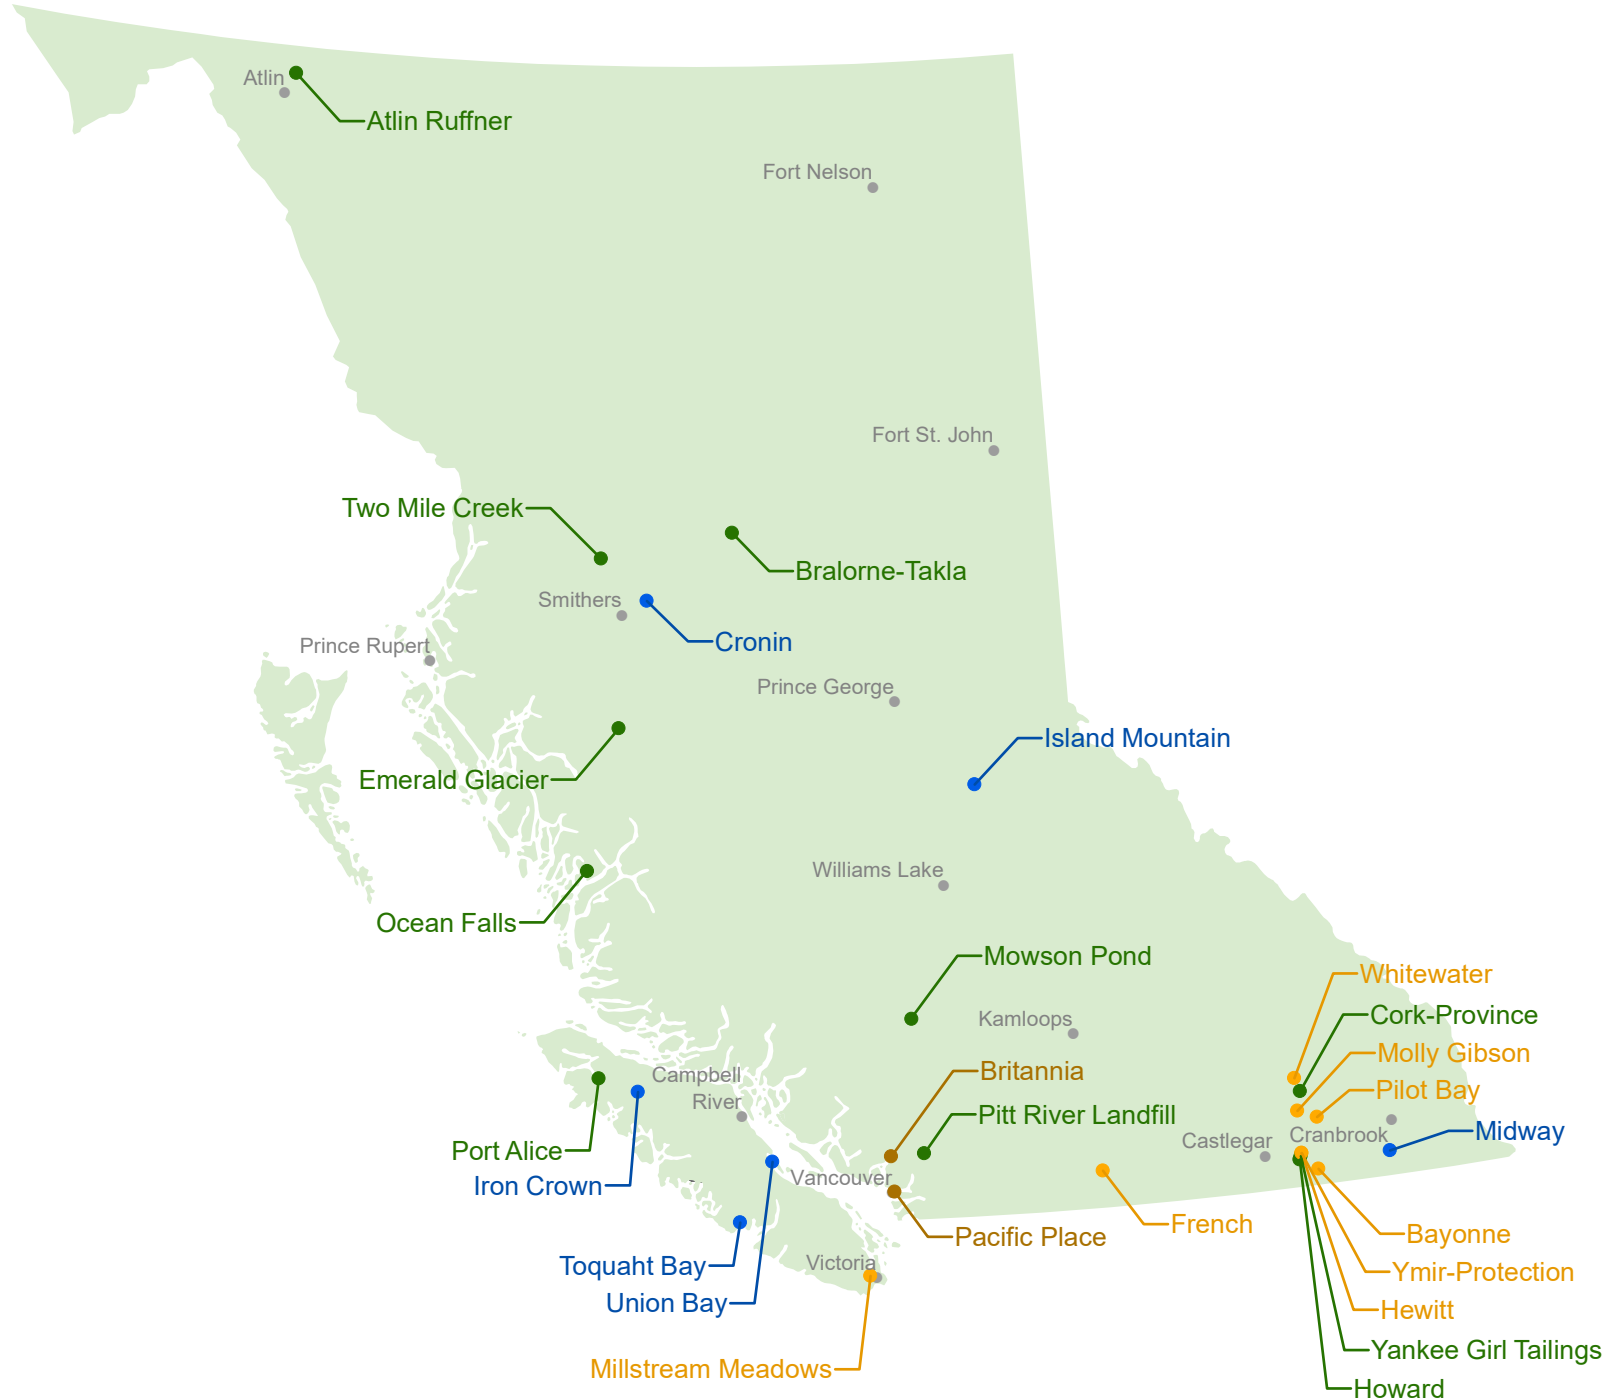 Atlin
Atlin Ruffner
Fort Nelson
Fort St. John
Two Mile Creek
Bralorne-Takla
Smithers
Cronin
Prince Rupert
Prince George
Island Mountain
Emerald Glacier
Williams Lake
Ocean Falls
Mowson Pond
Whitewater
Kamloops
Cork-Province
Molly Gibson
Campbell
River
Britannia
Pilot Bay
Pitt River Landfill
Midway
Cranbrook
Castlegar
Port Alice
Iron Crown
Vancouver
French
Bayonne
Pacific Place
Toquaht Bay
Victoria
Ymir-Protection
Union Bay
Hewitt
Yankee Girl Tailings
Millstream Meadows
Howard